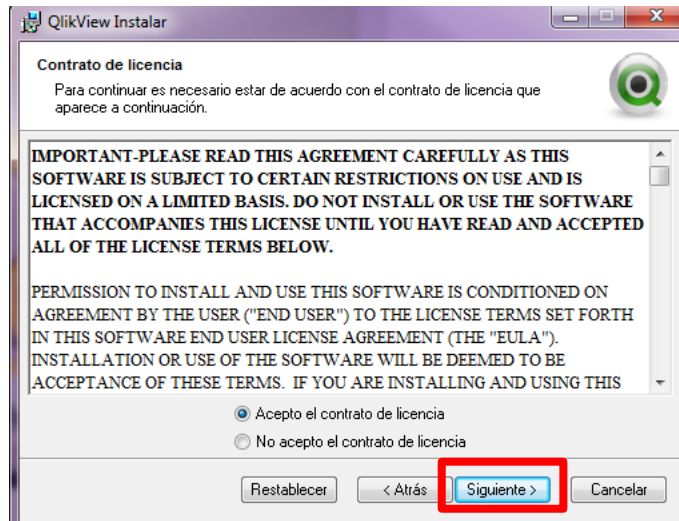 QlikView Instalar
Contrato de licencia
Para continuar es necesario estar de acuerdo con el contrato de licencia que
aparece a continuación.
IMPORTANT-PLEASE READ THIS AGREEMENT CAREFULLY AS THIS
SOFTWARE IS SUBJECT TO CERTAIN RESTRICTIONS ON USE AND IS
LICENSED ON A LIMITED BASIS. DO NOT INSTALL OR USE THE SOFTWARE
THAT ACCOMPANIES THIS LICENSE UNTIL YOU HAVE READ AND ACCEPTED
ALL OF THE LICENSE TERMS BELOW.
PERMISSION TO INSTALL AND USE THIS SOFTWARE IS CONDITIONED ON
AGREEMENT BY THE USER ("END USER") TO THE LICENSE TERMS SET FORTH
IN THIS SOFTWARE END USER LICENSE AGREEMENT (THE "EULA").
INSTALLATION OR USE OF THE SOFTWARE WILL BE DEEMED TO BE
ACCEPTANCE OF THESE TERMS. IF YOU ARE INSTALLING AND USING THIS
Acepto el contrato de licencia
No acepto el contrato de licencia
Restablecer < Atrás Siguiente > Cancelar